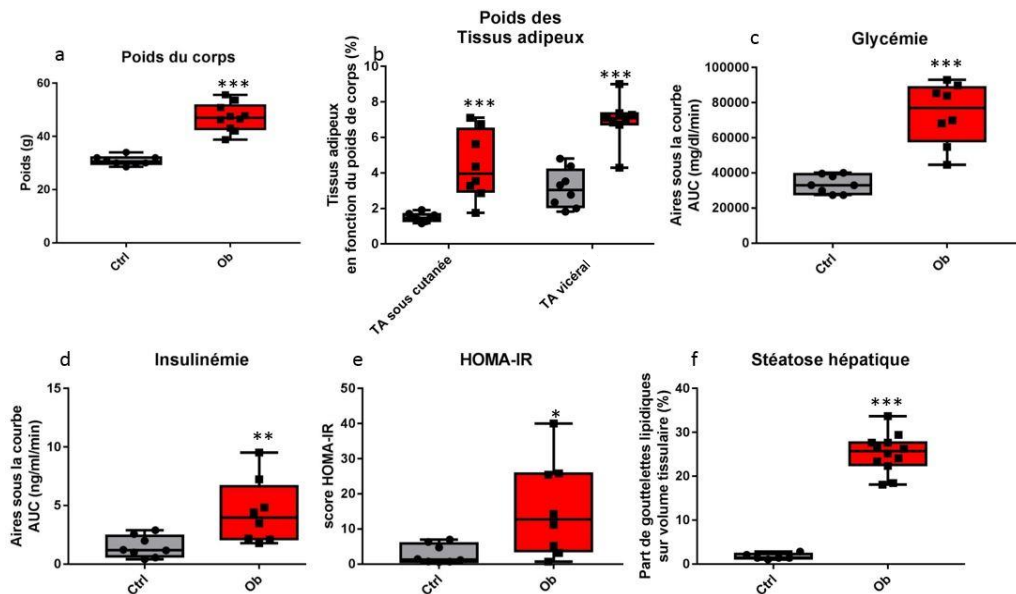 a
Poids du corps
Poids (g)
60
40
20
0
***
Ctrl
Ob
b
Poids des
Tissus adipeux
Tissus adipeux
en fonction du poids de corps (%)
10
8
6
4
2
0
***
***
TA sous cutanée
TA vicéral
c
Glycémie
Aires sous la courbe
AUC (mg/dl/min)
100000
80000
60000
40000
20000
0
***
Ctrl
Ob
d
Insulinémie
Aires sous la courbe
AUC (ng/ml/min)
15
10
5
0
**
Ctrl
Ob
e
HOMA-IR
score HOMA-IR
50
40
30
20
10
0
*
Ctrl
Ob
f
Stéatose hépatique
Part de gouttelettes lipidiques
sur volume tissulaire (%)
40
30
20
10
0
***
Ctrl
Ob